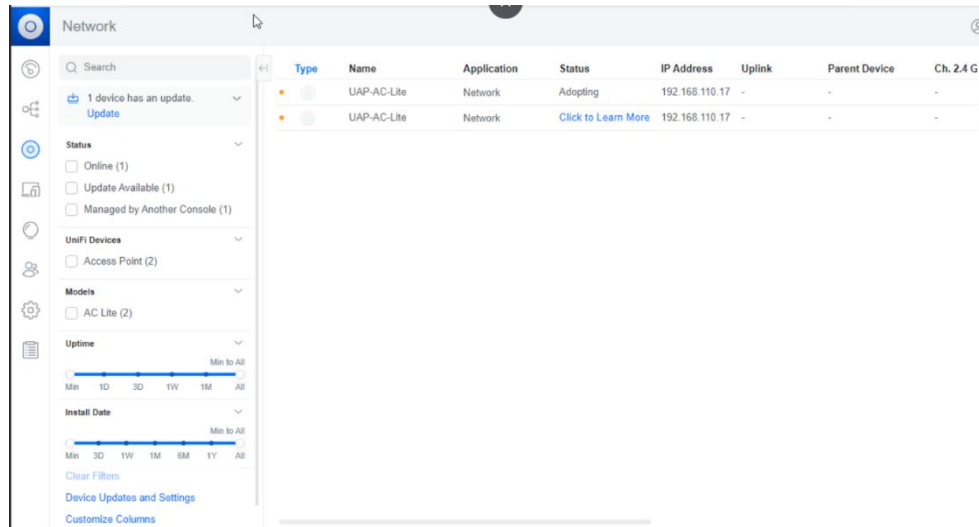 Network
Search
1 device has an update.
Update
Status
Online (1)
Update Available (1)
Managed by Another Console (1)
UniFi Devices
Access Point (2)
Models
AC Lite (2)
Uptime
Min to All
Min 1D 3D 1W 1M All
Install Date
Min to All
Min 3D 1W 1M 6M 1Y All
Clear Filters
Device Updates and Settings
Customize Columns
Type Name Application Status IP Address Uplink Parent Device Ch. 2.4 G
UAP-AC-Lite Network Adopting 192.168.110.17 - - -
UAP-AC-Lite Network Click to Learn More 192.168.110.17 - - -